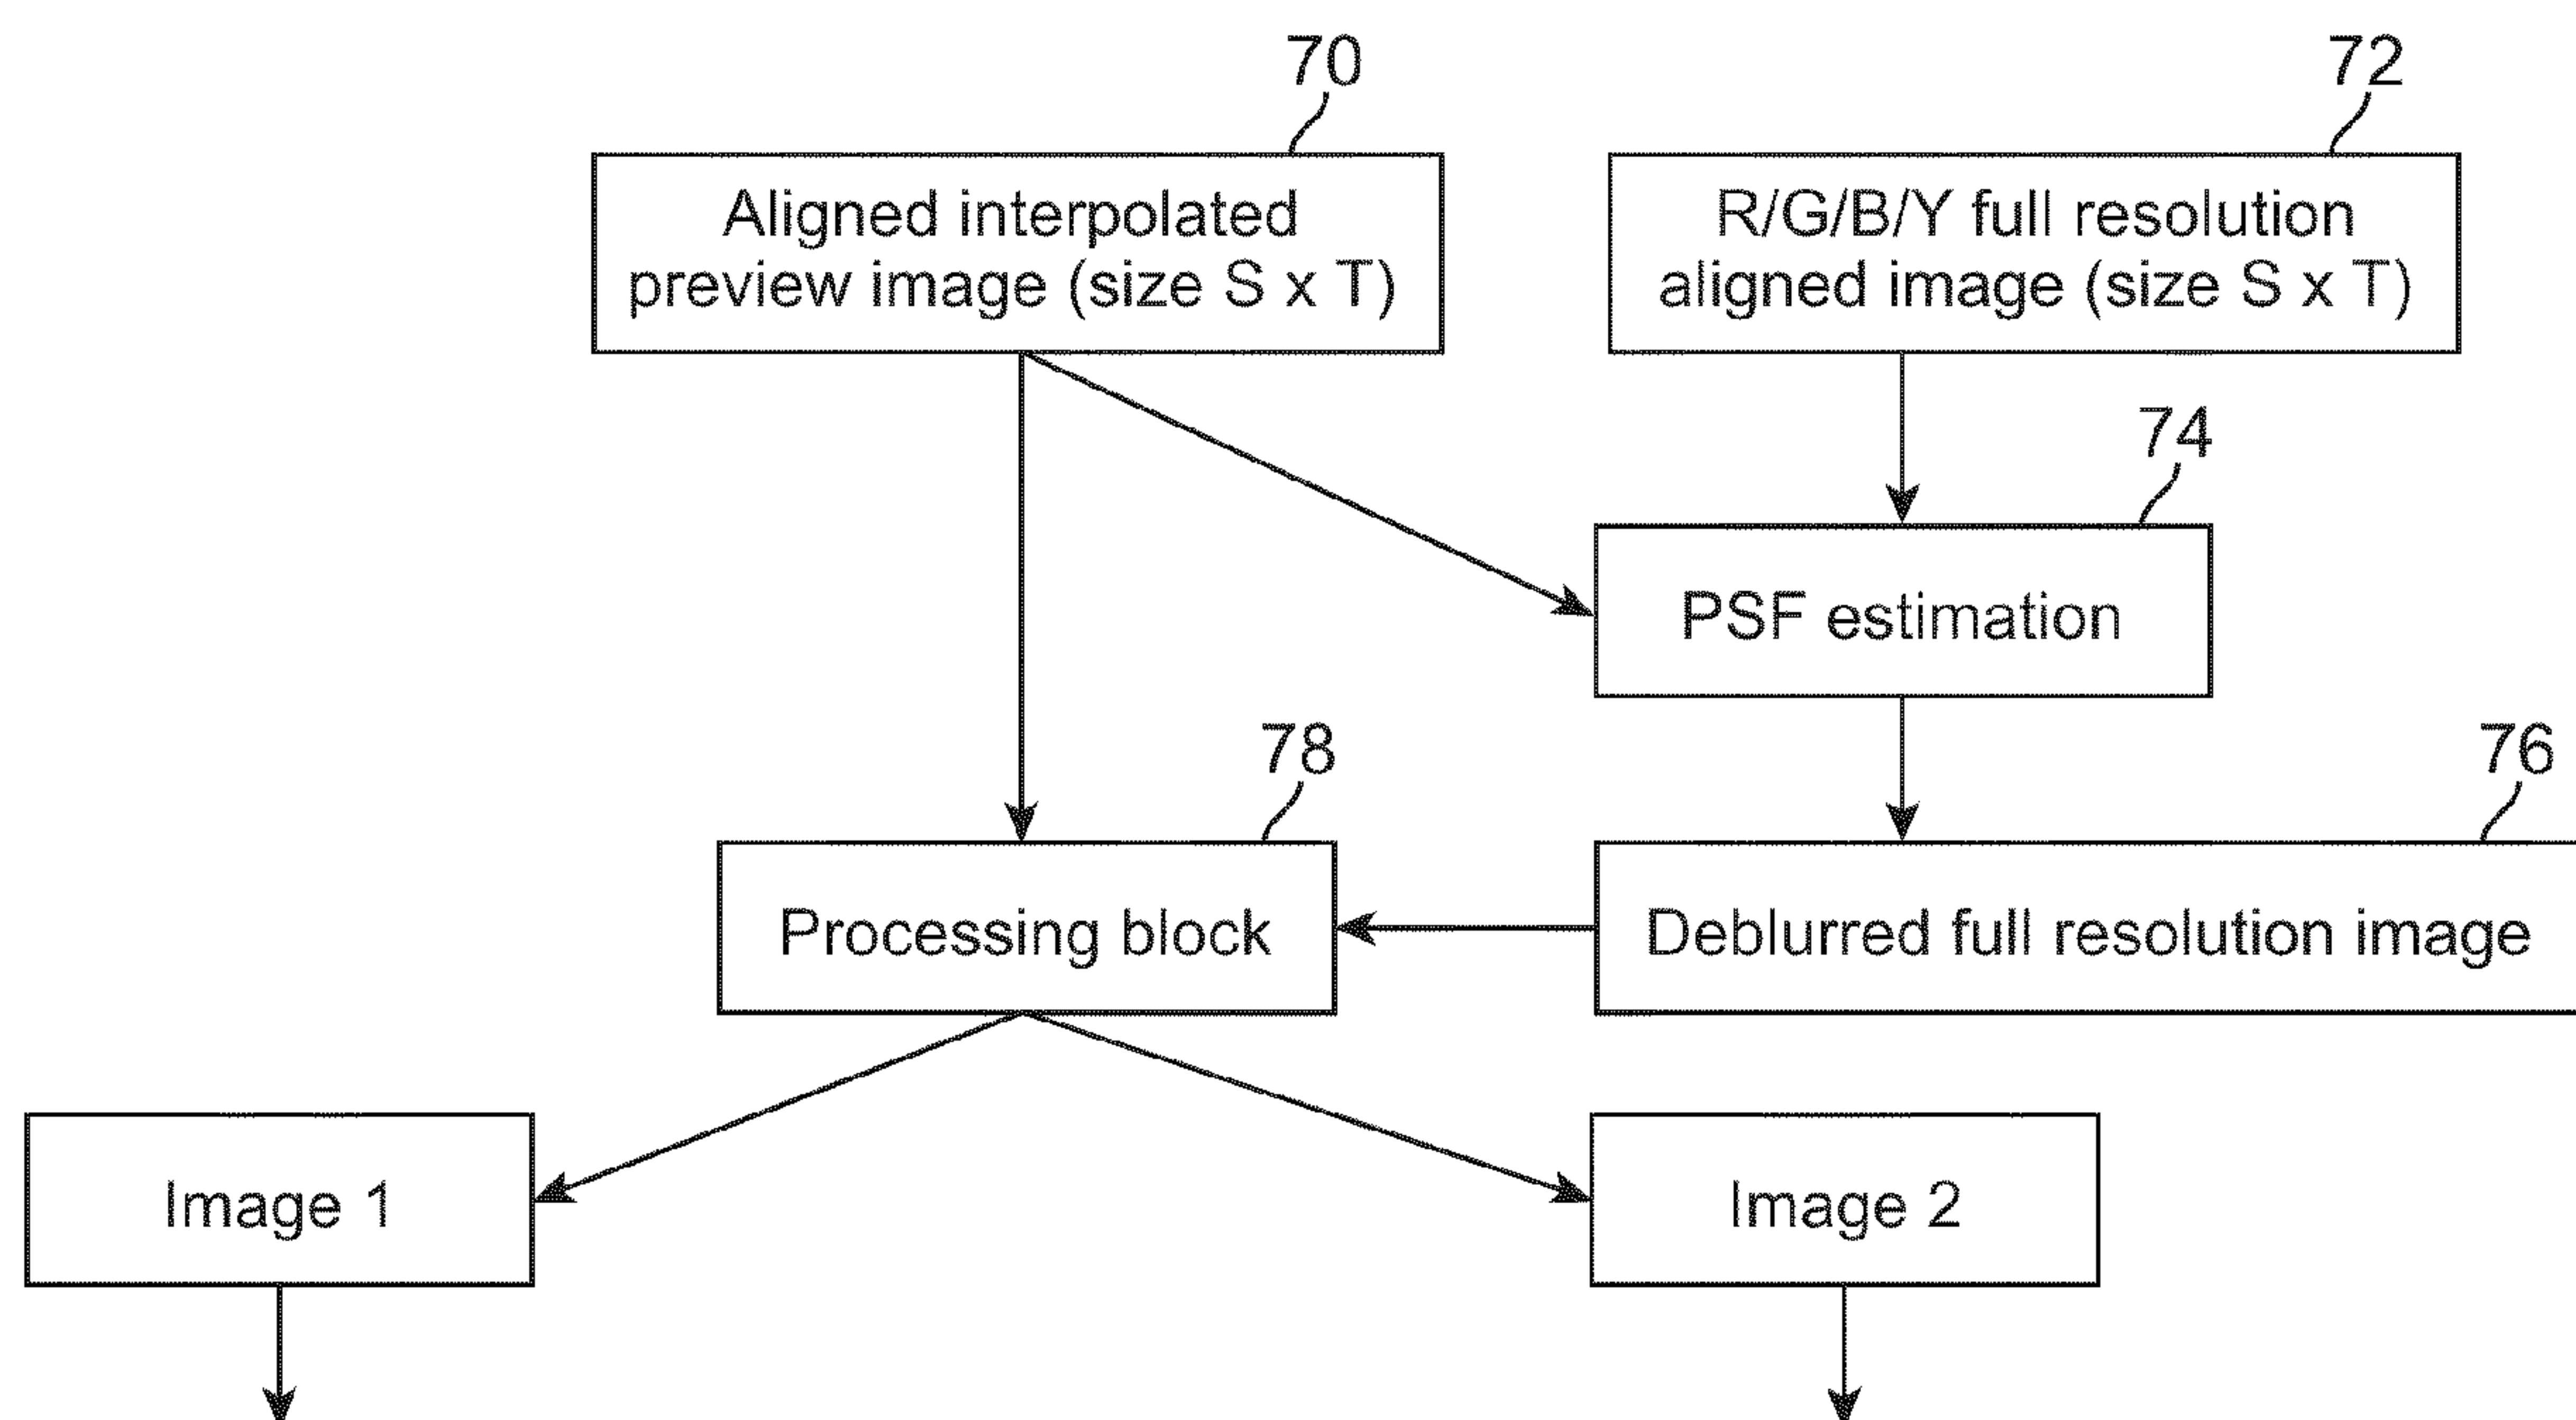 70
72
Aligned interpolated
preview image (size S x T)
R/G/B/Y full resolution
aligned image (size S x T)
74
PSF estimation
78
76
Processing block
Deblurred full resolution image
Image 1
Image 2